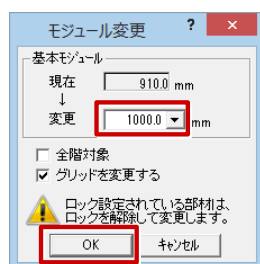 モジュール変更 ? ×
基本モジュール
現在 910.0 mm
↓
変更 1000.0 mm
全階対象
グリッドを変更する
ロック設定されている部材は、
ロックを解除して変更します。
OK キャンセル